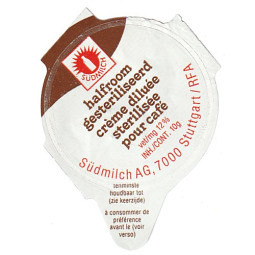 SÜDMILCH
halfroom
gesteriliseerd
crème diluée
sterilisée
pour café
vet/mg 12%
INH./CONT. 10g
Südmilch AG, 7000 Stuttgart/RFA
tenminste
houdbaar tot
(zie keerzijde)
à consommer de
préférence
avant le (voir
verso)